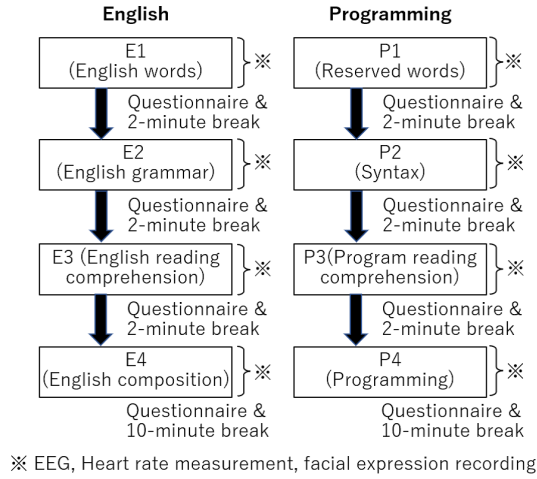 English
E1
(English words)
※
Questionnaire &
2-minute break
E2
(English grammar)
※
Questionnaire &
2-minute break
E3 (English reading
comprehension)
※
Questionnaire &
2-minute break
E4
(English composition)
※
Questionnaire &
10-minute break
Programming
P1
(Reserved words)
※
Questionnaire &
2-minute break
P2
(Syntax)
※
Questionnaire &
2-minute break
P3(Program reading
comprehension)
※
Questionnaire &
2-minute break
P4
(Programming)
※
Questionnaire &
10-minute break
※ EEG, Heart rate measurement, facial expression recording